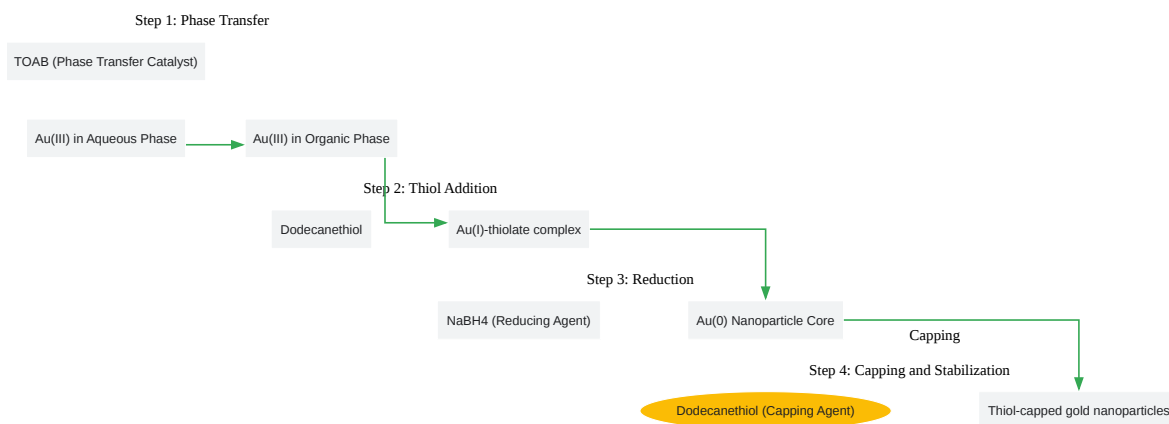 Step 1: Phase Transfer
TOAB (Phase Transfer Catalyst)
Au(III) in Aqueous Phase
Au(III) in Organic Phase
Step 2: Thiol Addition
Dodecanethiol
Au(I)-thiolate complex
Step 3: Reduction
NaBH4 (Reducing Agent)
Au(0) Nanoparticle Core
Capping
Step 4: Capping and Stabilization
Dodecanethiol (Capping Agent)
Thiol-capped gold nanoparticles